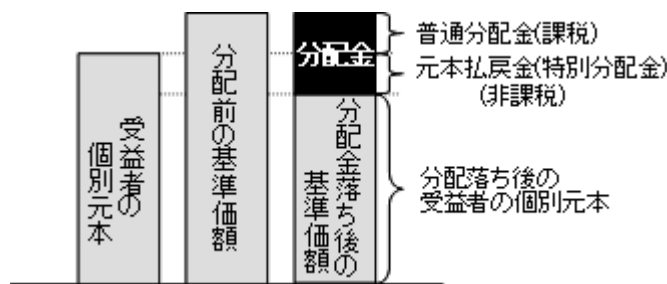 受益者の
個別元本
分配前の基準価額
分配金
分配金落ち後の
基準価額
普通分配金(課税)
元本払戻金(特別分配金)
(非課税)
分配落ち後の
受益者の個別元本